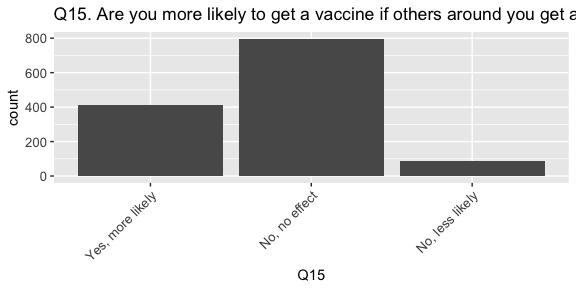 Q15. Are you more likely to get a vaccine if others around you get a
800
600
400
200
0
count
Yes, more likely
No, no effect
No, less likely
Q15